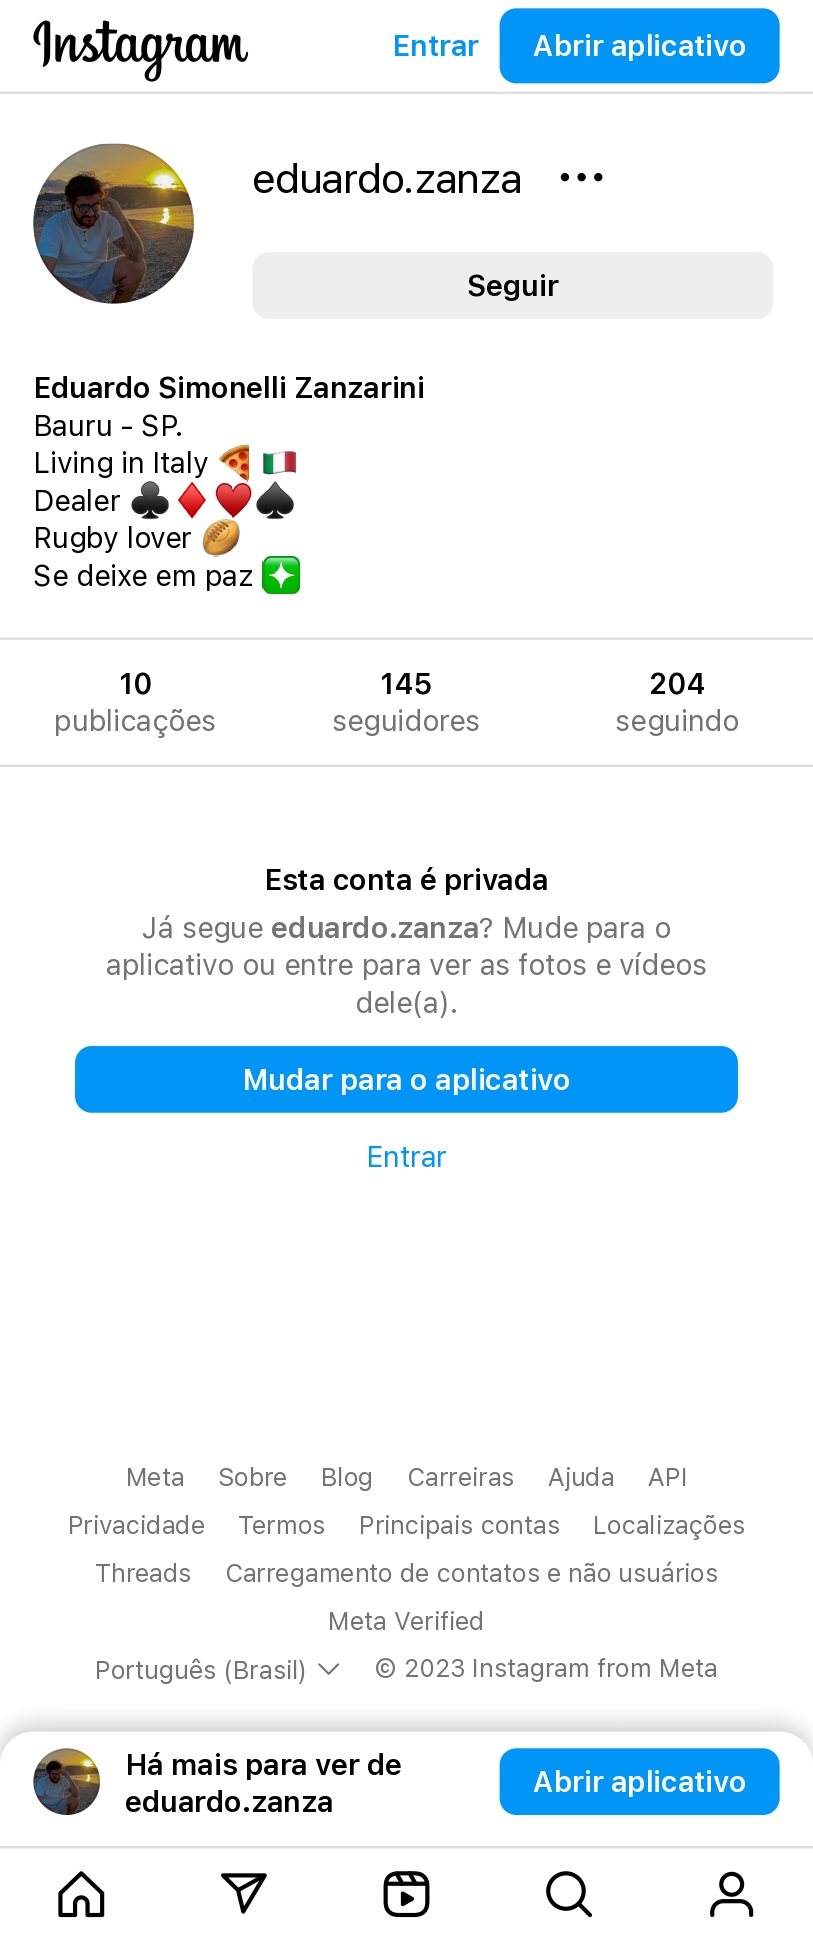 Instagram
Entrar
Abrir aplicativo
eduardo.zanza
Seguir
Eduardo Simonelli Zanzarini
Bauru - SP.
Living in Italy 🍕 🇮🇹
Dealer ♣️♦️♥️♠️
Rugby lover 🏉
Se deixe em paz ❇️
10
publicações
145
seguidores
204
seguindo
Esta conta é privada
Já segue eduardo.zanza? Mude para o
aplicativo ou entre para ver as fotos e vídeos
dele(a).
Mudar para o aplicativo
Entrar
Meta Sobre Blog Carreiras Ajuda API
Privacidade Termos Principais contas Localizações
Threads Carregamento de contatos e não usuários
Meta Verified
Português (Brasil) © 2023 Instagram from Meta
Há mais para ver de
eduardo.zanza
Abrir aplicativo